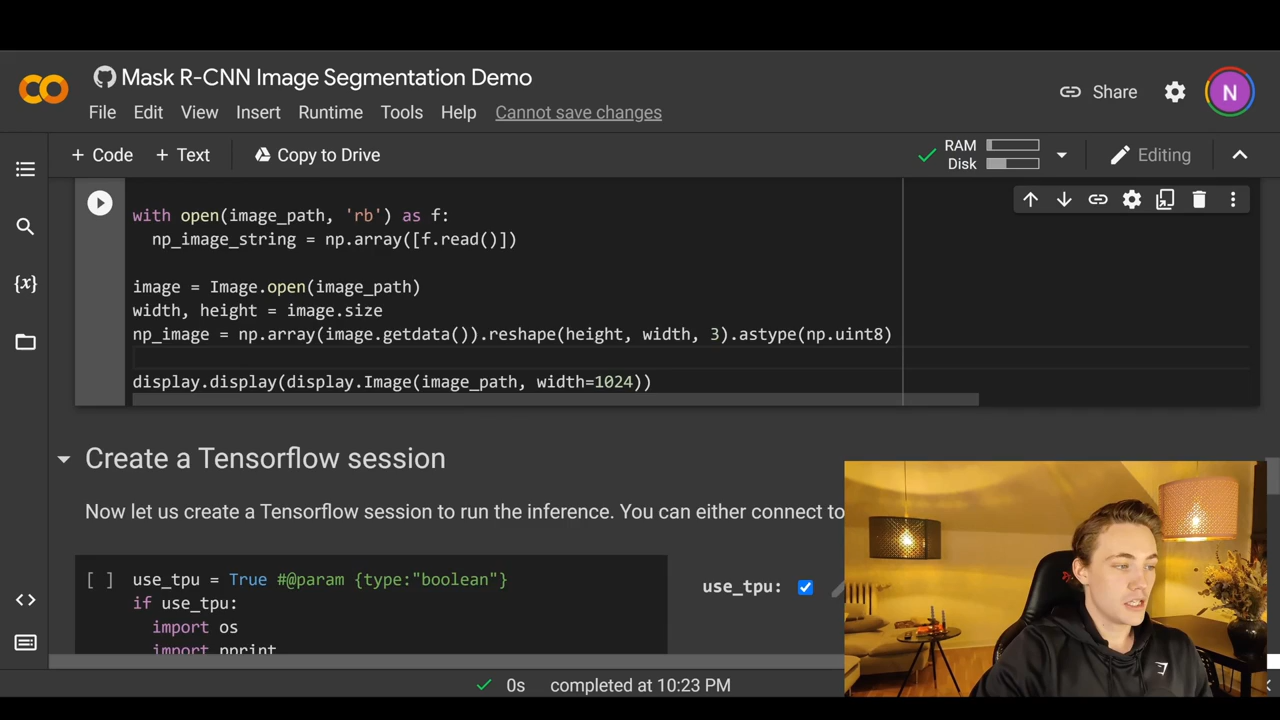 Mask R-CNN Image Segmentation Demo
File Edit View Insert Runtime Tools Help Cannot save changes
Share
N
+ Code + Text Copy to Drive
RAM
Disk
Editing
with open(image_path, 'rb') as f:
np_image_string = np.array([f.read()])
image = Image.open(image_path)
width, height = image.size
np_image = np.array(image.getdata()).reshape(height, width, 3).astype(np.uint8)
display.display(display.Image(image_path, width=1024))
Create a Tensorflow session
Now let us create a Tensorflow session to run the inference. You can either connect to
[ ] use_tpu = True #@param {type:"boolean"}
if use_tpu:
import os
import pprint
use_tpu:
0s completed at 10:23 PM